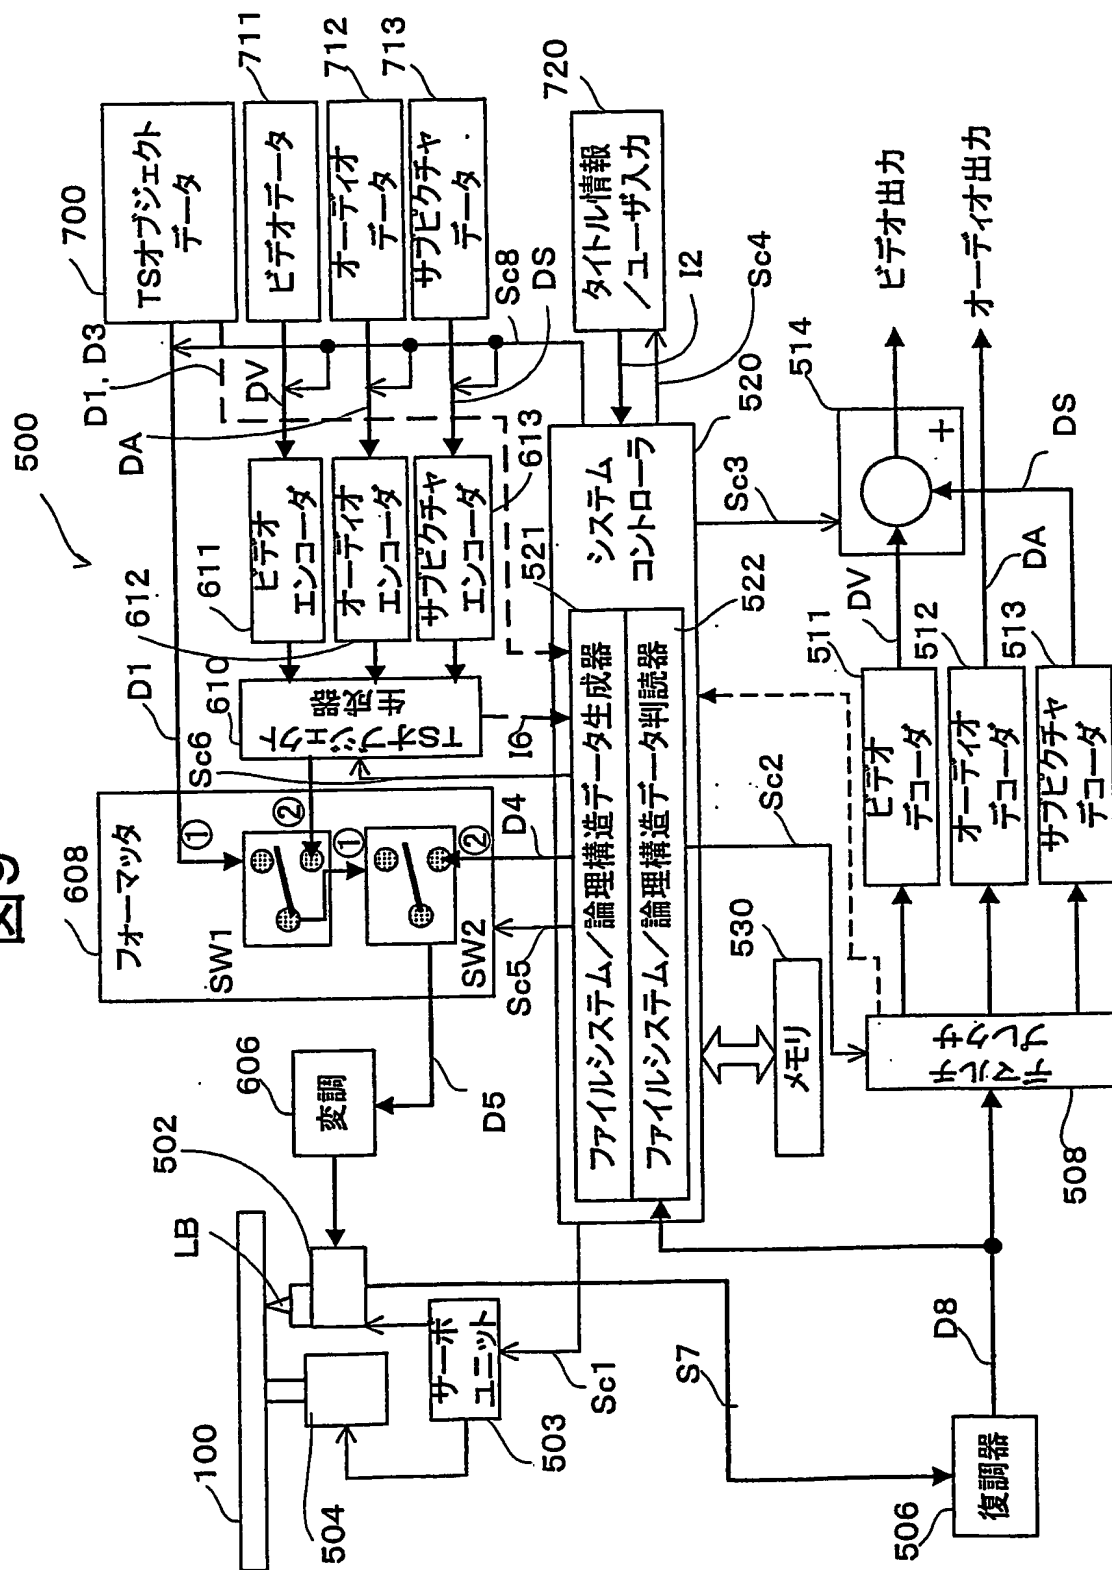 図9
500
700
TSオブジェクト
データ
711
ビデオデータ
712
オーディオ
データ
713
サブピクチャ
データ
720
タイトル情報
/ユーザ入力
D1, D3
DV
DA
Sc8
DS
I2
Sc4
611
ビデオ
エンコーダ
612
オーディオ
エンコーダ
613
サブピクチャ
エンコーダ
D1
610
TSオブジェクト
生成器
Sc6
I6
608
フォーマッタ
①
②
SW1
①
②
SW2
Sc5
D4
D5
606
変調
502
LB
100
504
503
サーボ
ユニット
Sc1
S7
520
システム
コントローラ
521
ファイルシステム/論理構造データ生成器
522
ファイルシステム/論理構造データ判読器
530
メモリ
Sc2
Sc3
514
+
ビデオ出力
オーディオ出力
DV
DA
DS
511
ビデオ
デコーダ
512
オーディオ
デコーダ
513
サブピクチャ
デコーダ
508
デマルチ
プレクサ
D8
506
復調器